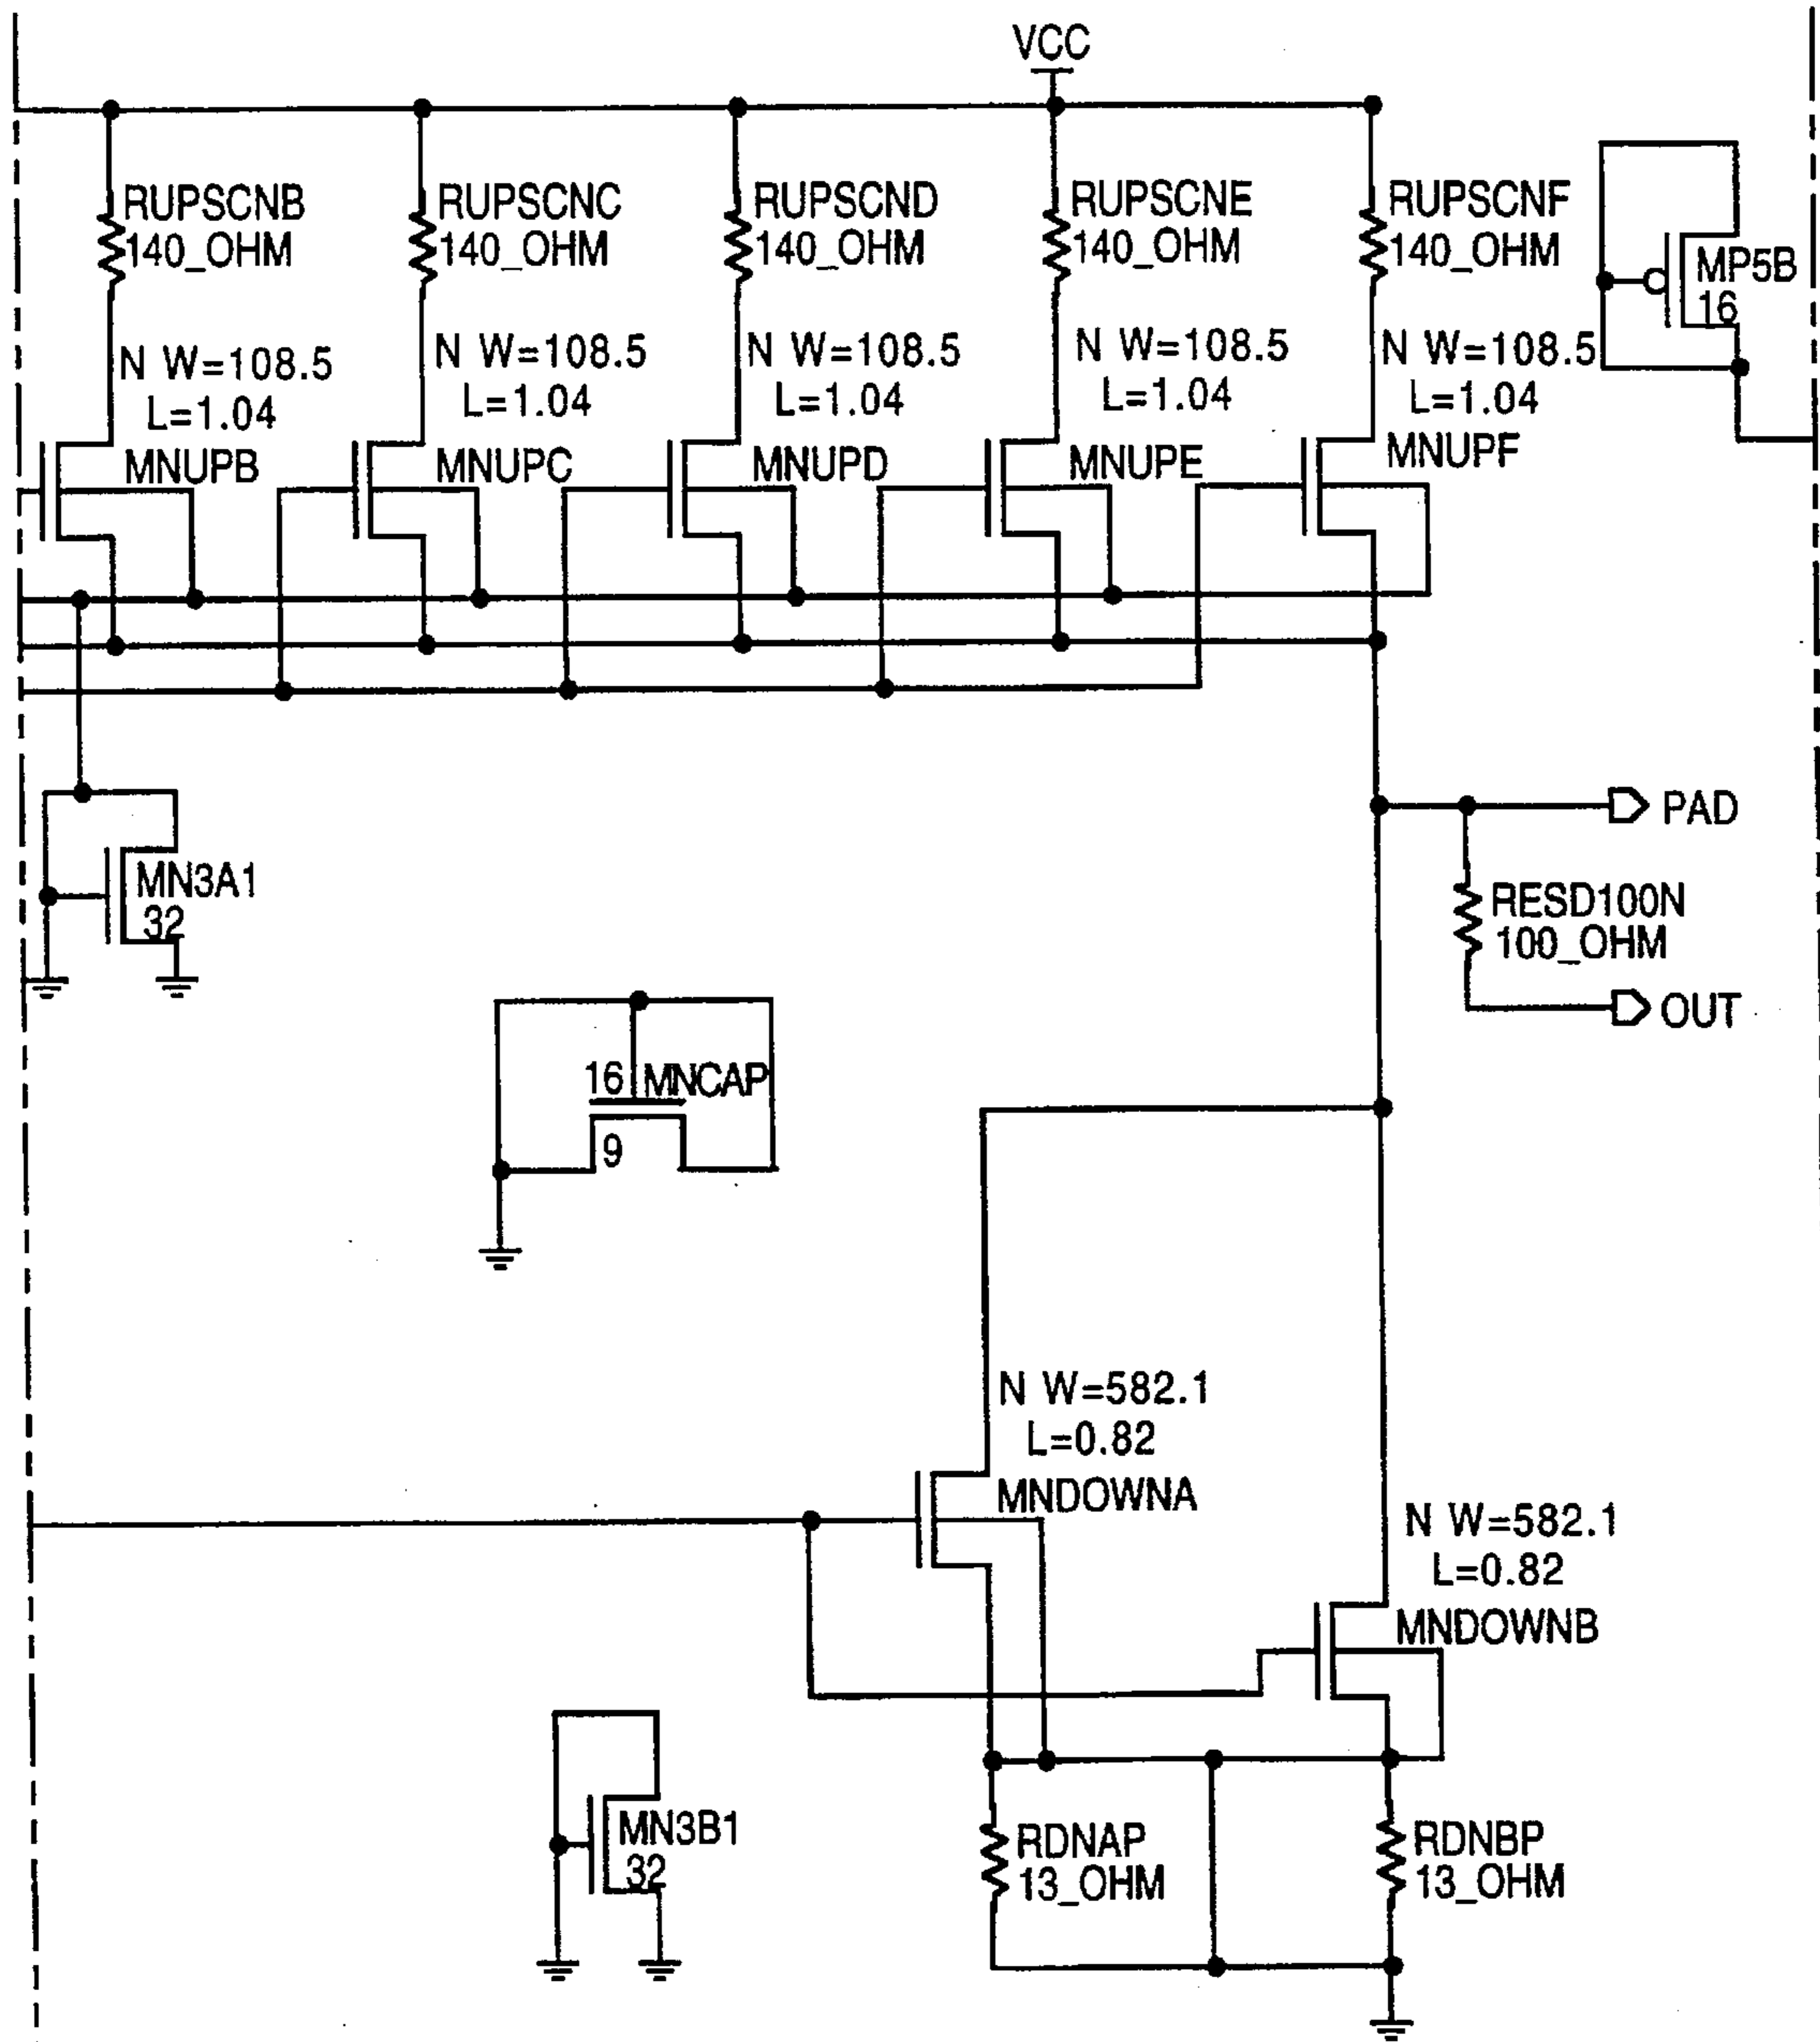 VCC
RUPSCNB
140_OHM
RUPSCNC
140_OHM
RUPSCND
140_OHM
RUPSCNE
140_OHM
RUPSCNF
140_OHM
MP5B
16
N W=108.5
L=1.04
MNUPB
N W=108.5
L=1.04
MNUPC
N W=108.5
L=1.04
MNUPD
N W=108.5
L=1.04
MNUPE
N W=108.5
L=1.04
MNUPF
PAD
MN3A1
32
RESD100N
100_OHM
OUT
16 MNCAP
9
N W=582.1
L=0.82
MNDOWNA
N W=582.1
L=0.82
MNDOWNB
MN3B1
32
RDNAP
13_OHM
RDNBP
13_OHM